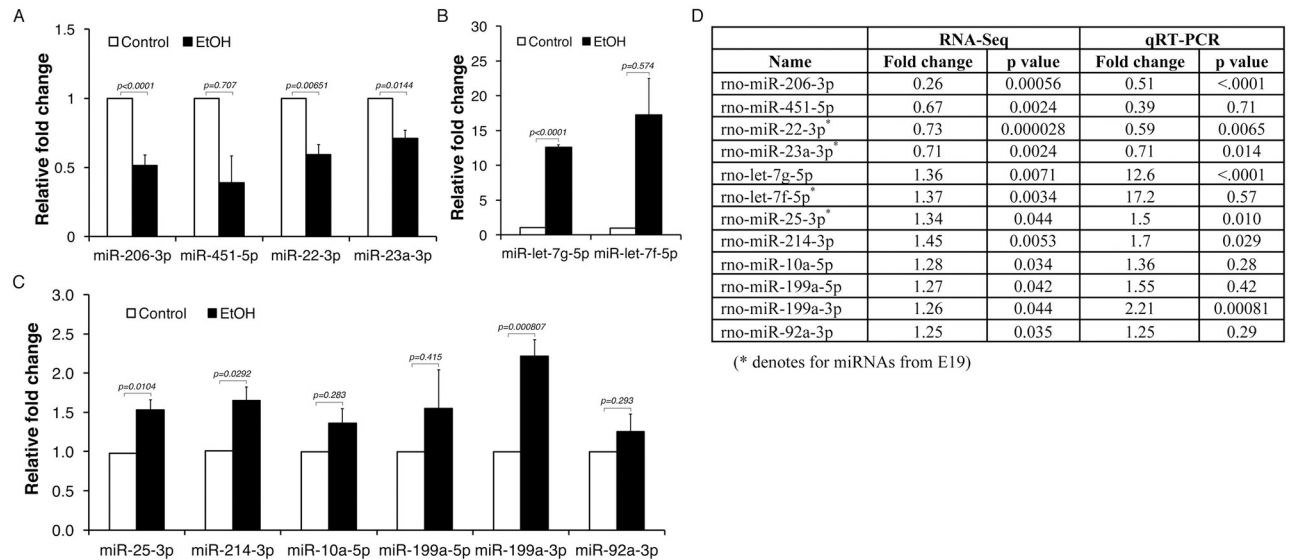 A
Relative fold change
1.5
1
0.5
0
Control EtOH
p<0.0001
p=0.707
p=0.00651
p=0.0144
miR-206-3p miR-451-5p miR-22-3p miR-23a-3p
B
Relative fold change
30
25
20
15
10
5
0
Control EtOH
p<0.0001
p=0.574
miR-let-7g-5p miR-let-7f-5p
C
Relative fold change
3.0
2.5
2.0
1.5
1.0
0.5
0.0
Control EtOH
p=0.0104
p=0.0292
p=0.283
p=0.415
p=0.000807
p=0.293
miR-25-3p miR-214-3p miR-10a-5p miR-199a-5p miR-199a-3p miR-92a-3p
D
RNA-Seq qRT-PCR
Name Fold change p value Fold change p value
rno-miR-206-3p 0.26 0.00056 0.51 <.0001
rno-miR-451-5p 0.67 0.0024 0.39 0.71
rno-miR-22-3p* 0.73 0.000028 0.59 0.0065
rno-miR-23a-3p* 0.71 0.0024 0.71 0.014
rno-let-7g-5p 1.36 0.0071 12.6 <.0001
rno-let-7f-5p* 1.37 0.0034 17.2 0.57
rno-miR-25-3p* 1.34 0.044 1.5 0.010
rno-miR-214-3p 1.45 0.0053 1.7 0.029
rno-miR-10a-5p 1.28 0.034 1.36 0.28
rno-miR-199a-5p 1.27 0.042 1.55 0.42
rno-miR-199a-3p 1.26 0.044 2.21 0.00081
rno-miR-92a-3p 1.25 0.035 1.25 0.29
(* denotes for miRNAs from E19)